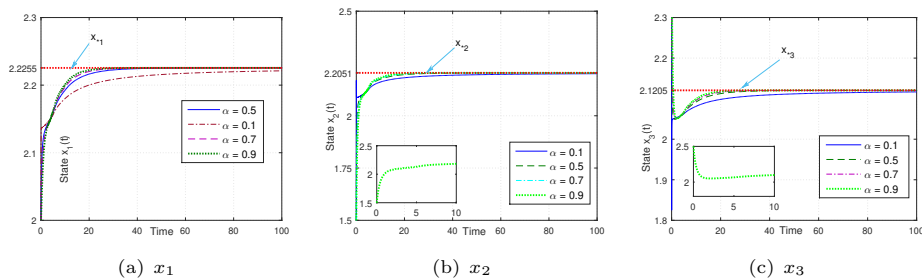 2.3
2.2255
2.2
2.1
2
State x1(t)
x*1
α = 0.5
α = 0.1
α = 0.7
α = 0.9
0 20 40 60 80 100
Time
(a) x1
2.5
2.2051
2
1.75
1.5
State x2(t)
x*2
2.5
2
1.5
0 5 10
α = 0.1
α = 0.5
α = 0.7
α = 0.9
0 20 40 60 80 100
Time
(b) x2
2.3
2.2
2.1205
2
1.9
1.8
State x3(t)
x*3
2.5
2
0 5 10
α = 0.1
α = 0.5
α = 0.7
α = 0.9
0 20 40 60 80 100
Time
(c) x3